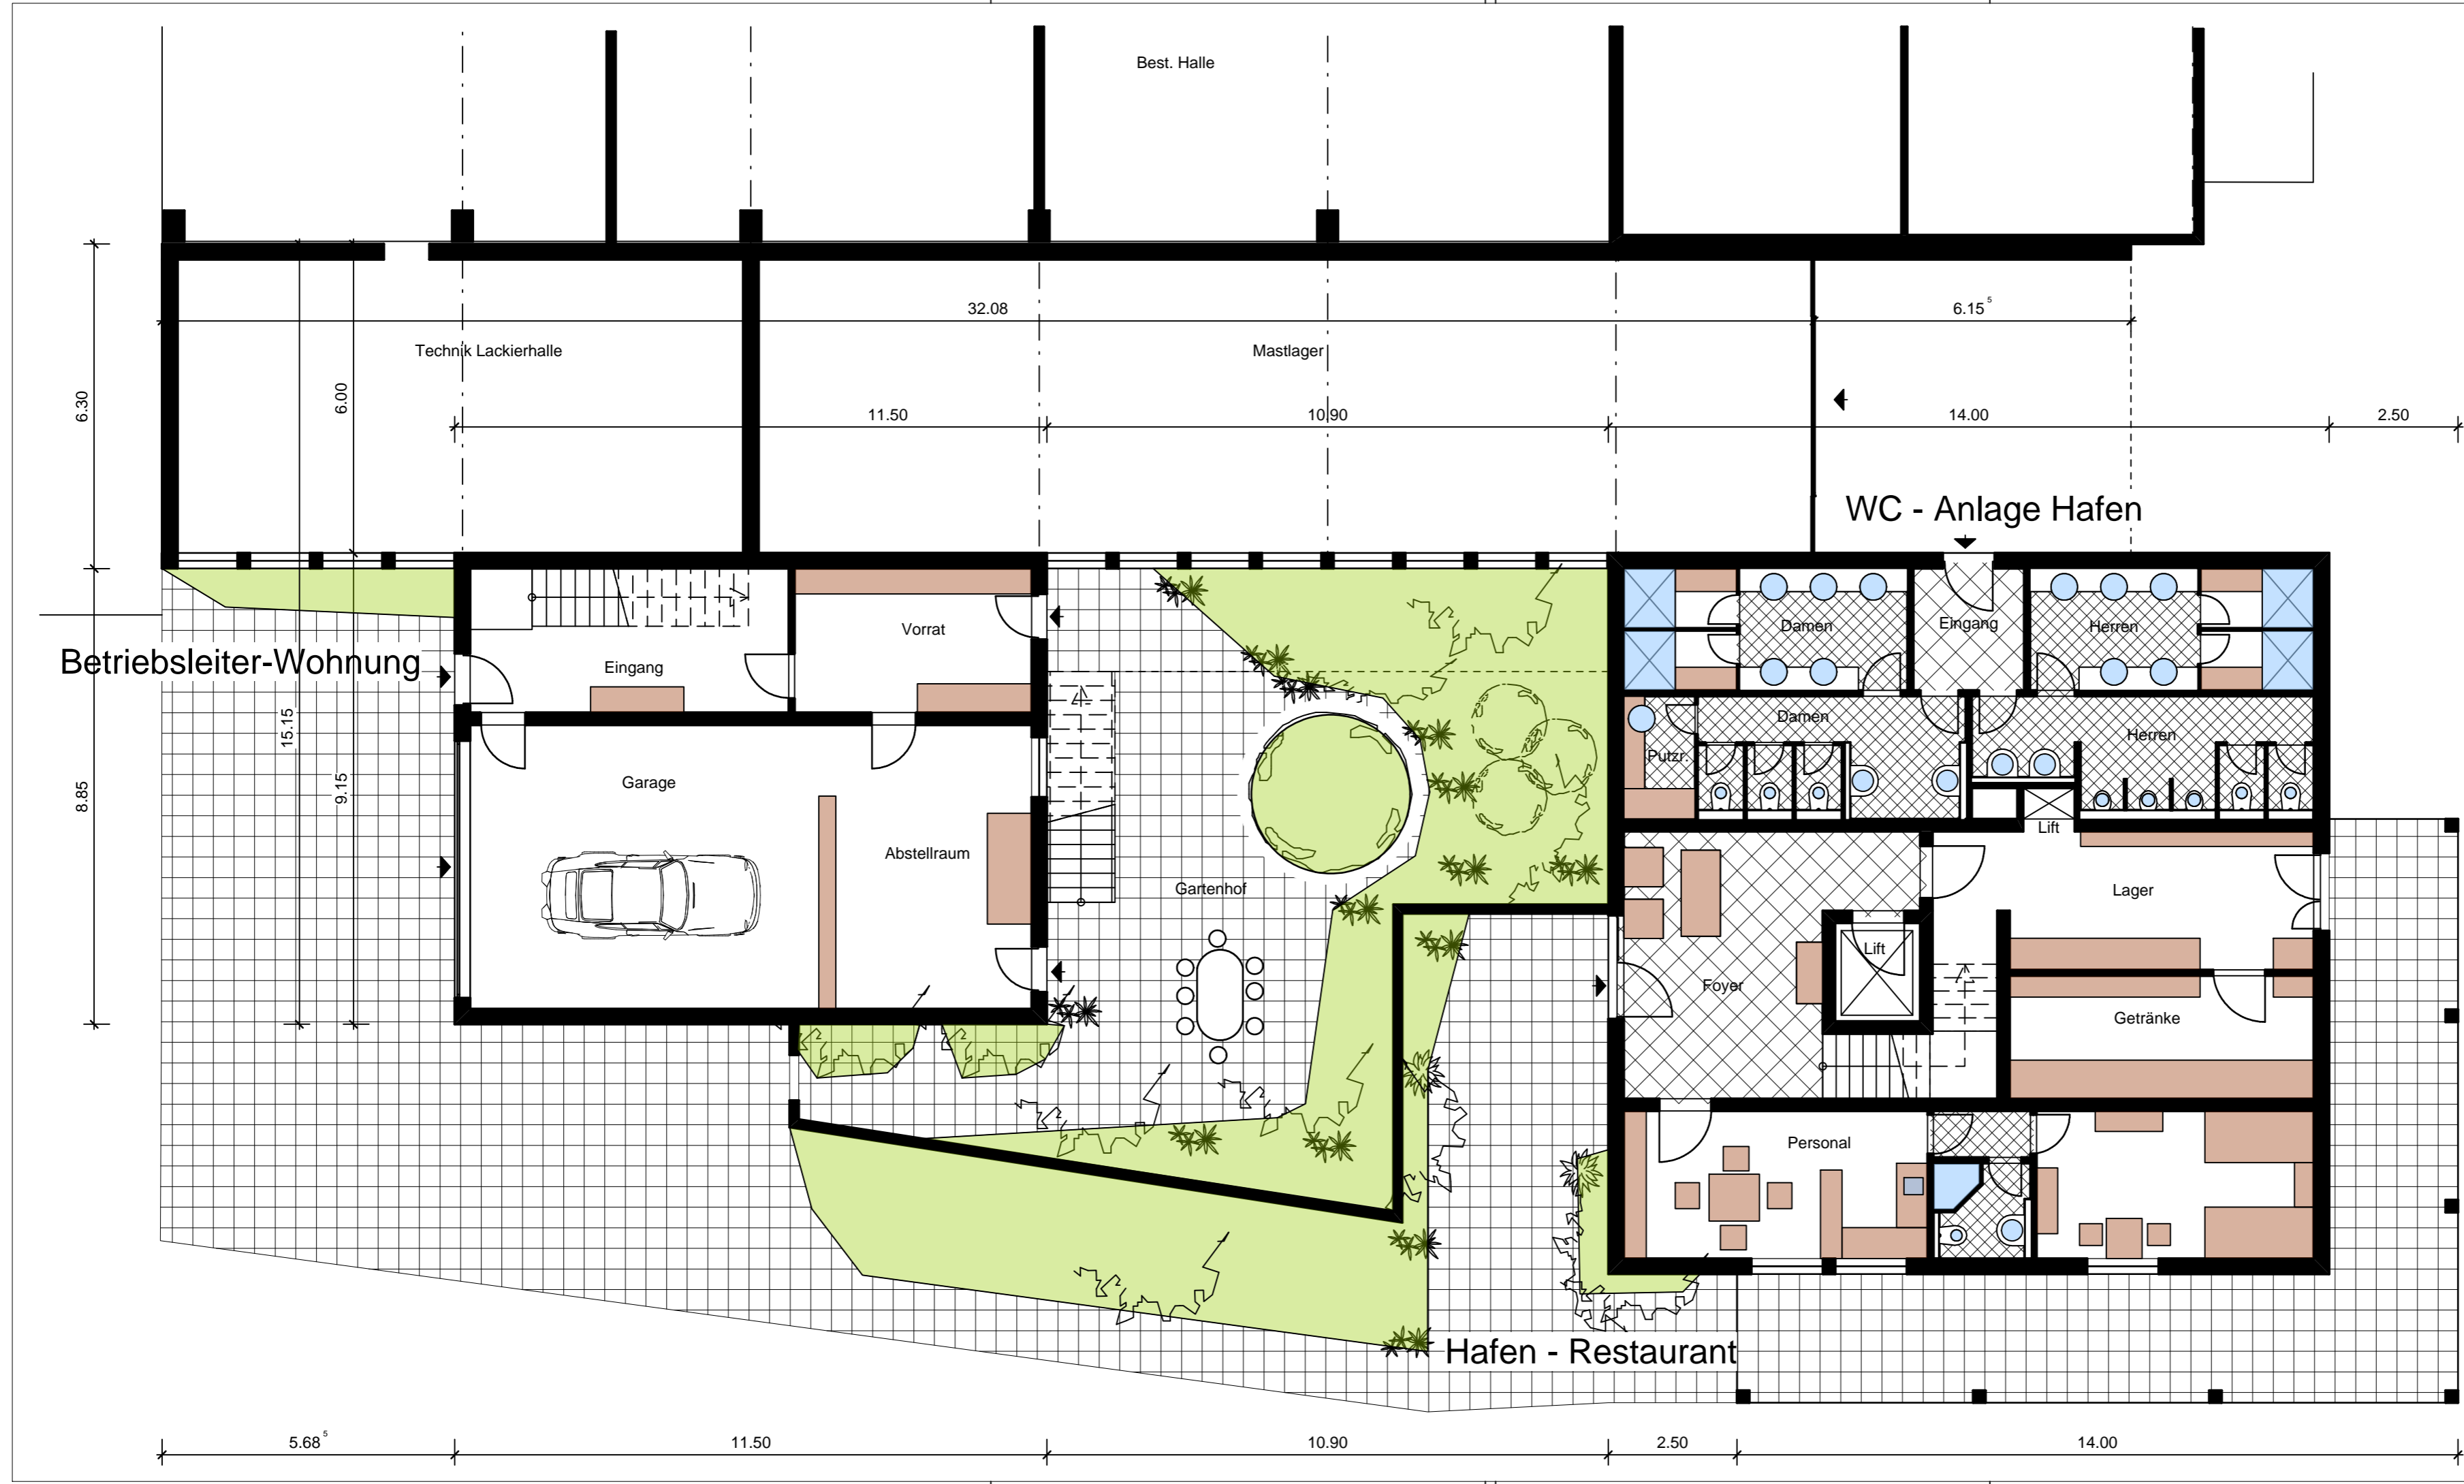 Best. Halle
32.08
6.15⁵
Technik Lackierhalle
Mastlager
6.30
6.00
11.50
10.90
14.00
2.50
WC - Anlage Hafen
Vorrat
Damen
Eingang
Herren
Betriebsleiter-Wohnung
Eingang
15.15
Damen
Herren
Putzr.
8.85
9.15
Garage
Lift
Abstellraum
Gartenhof
Lager
Lift
Foyer
Getränke
Personal
Hafen - Restaurant
5.68⁵
11.50
10.90
2.50
14.00